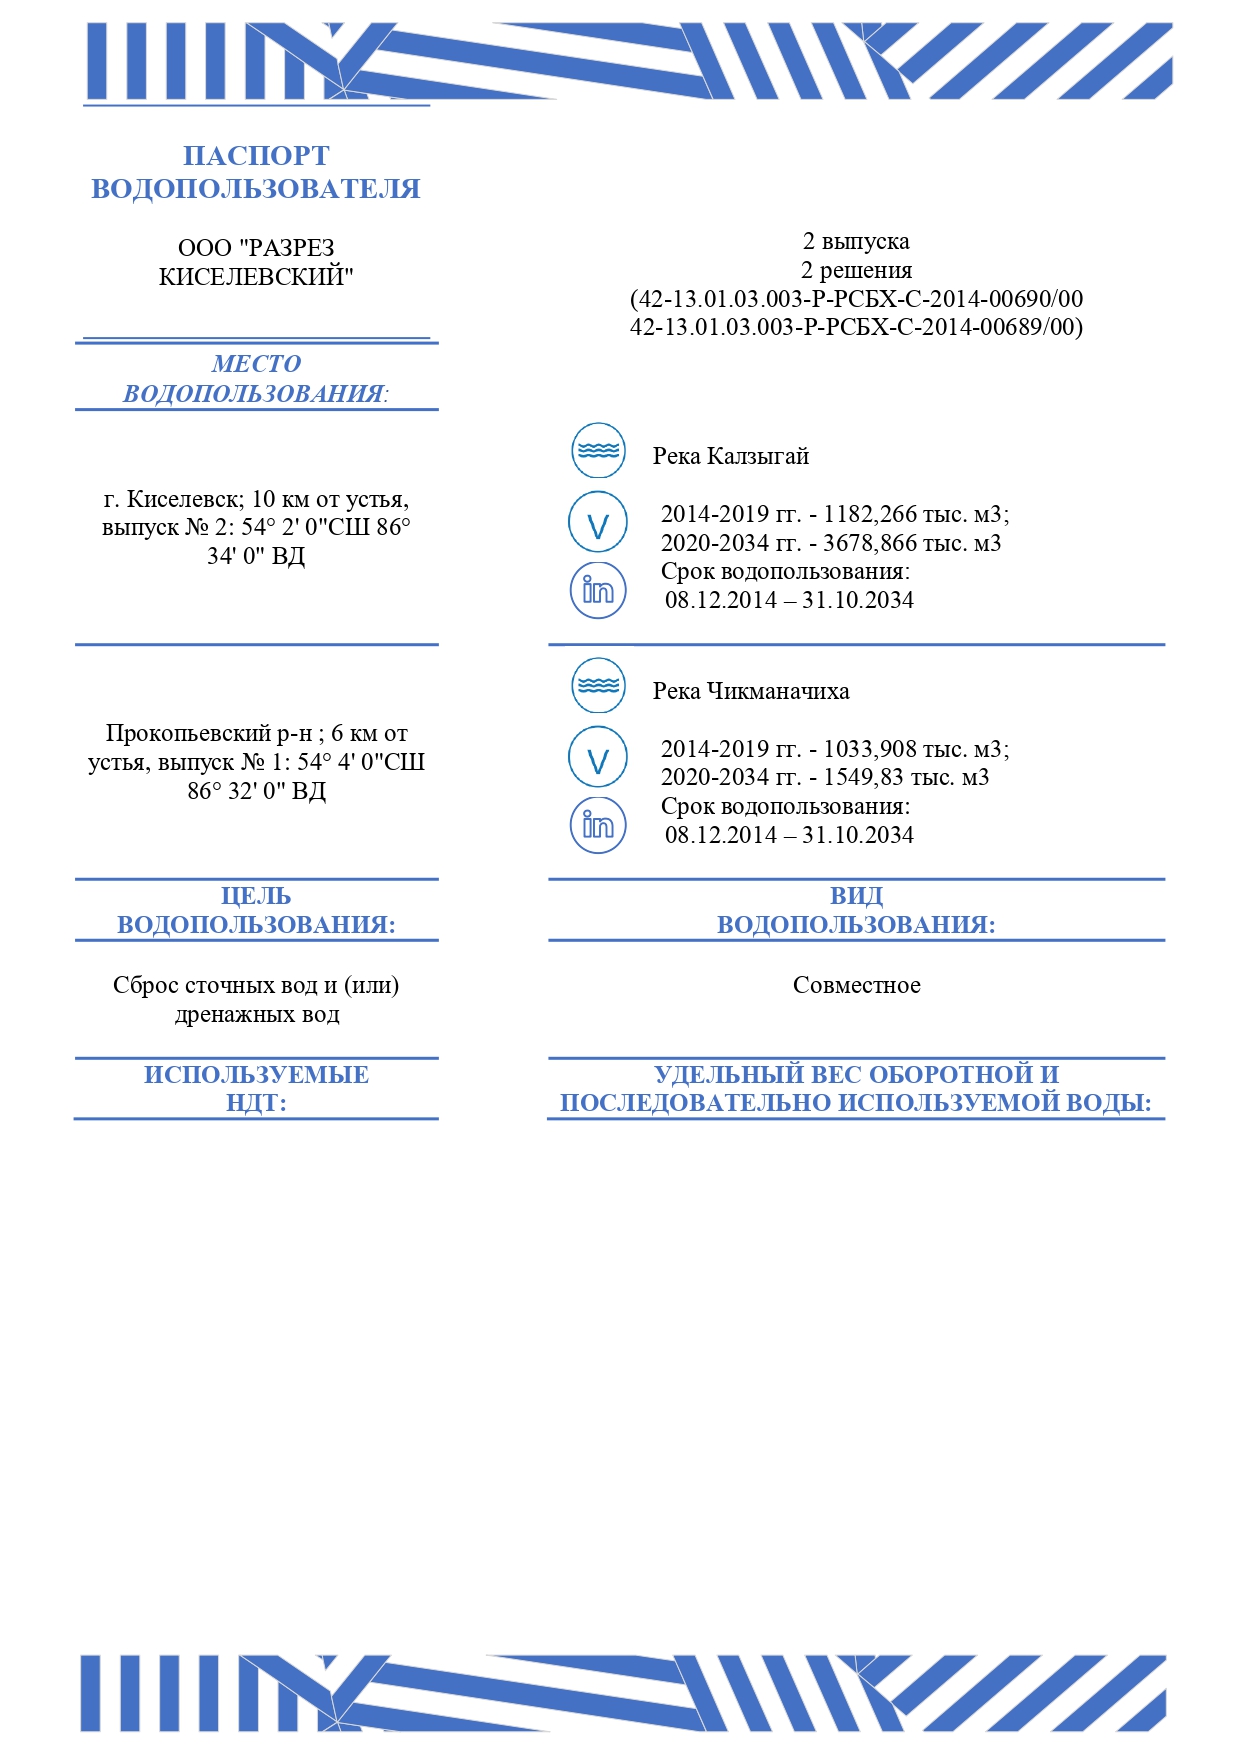 ПАСПОРТ
ВОДОПОЛЬЗОВАТЕЛЯ
ООО "РАЗРЕЗ
КИСЕЛЕВСКИЙ"
2 выпуска
2 решения
(42-13.01.03.003-Р-РСБХ-С-2014-00690/00
42-13.01.03.003-Р-РСБХ-С-2014-00689/00)
МЕСТО
ВОДОПОЛЬЗОВАНИЯ:
г. Киселевск; 10 км от устья,
выпуск № 2: 54° 2' 0"СШ 86°
34' 0" ВД
Река Калзыгай
V
2014-2019 гг. - 1182,266 тыс. м3;
2020-2034 гг. - 3678,866 тыс. м3
in
Срок водопользования:
08.12.2014 – 31.10.2034
Прокопьевский р-н ; 6 км от
устья, выпуск № 1: 54° 4' 0"СШ
86° 32' 0" ВД
Река Чикманачиха
V
2014-2019 гг. - 1033,908 тыс. м3;
2020-2034 гг. - 1549,83 тыс. м3
in
Срок водопользования:
08.12.2014 – 31.10.2034
ЦЕЛЬ
ВОДОПОЛЬЗОВАНИЯ:
ВИД
ВОДОПОЛЬЗОВАНИЯ:
Сброс сточных вод и (или)
дренажных вод
Совместное
ИСПОЛЬЗУЕМЫЕ
НДТ:
УДЕЛЬНЫЙ ВЕС ОБОРОТНОЙ И
ПОСЛЕДОВАТЕЛЬНО ИСПОЛЬЗУЕМОЙ ВОДЫ: